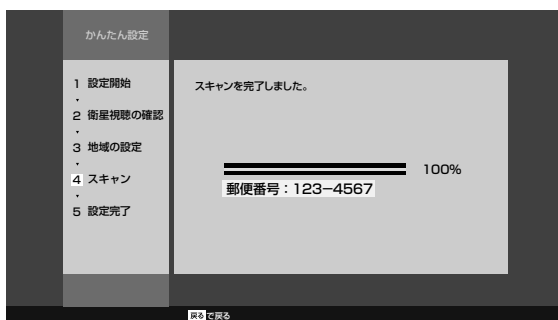 かんたん設定
1 設定開始
2 衛星視聴の確認
3 地域の設定
4 スキャン
5 設定完了
スキャンを完了しました。
100%
郵便番号：123−4567
戻る で戻る